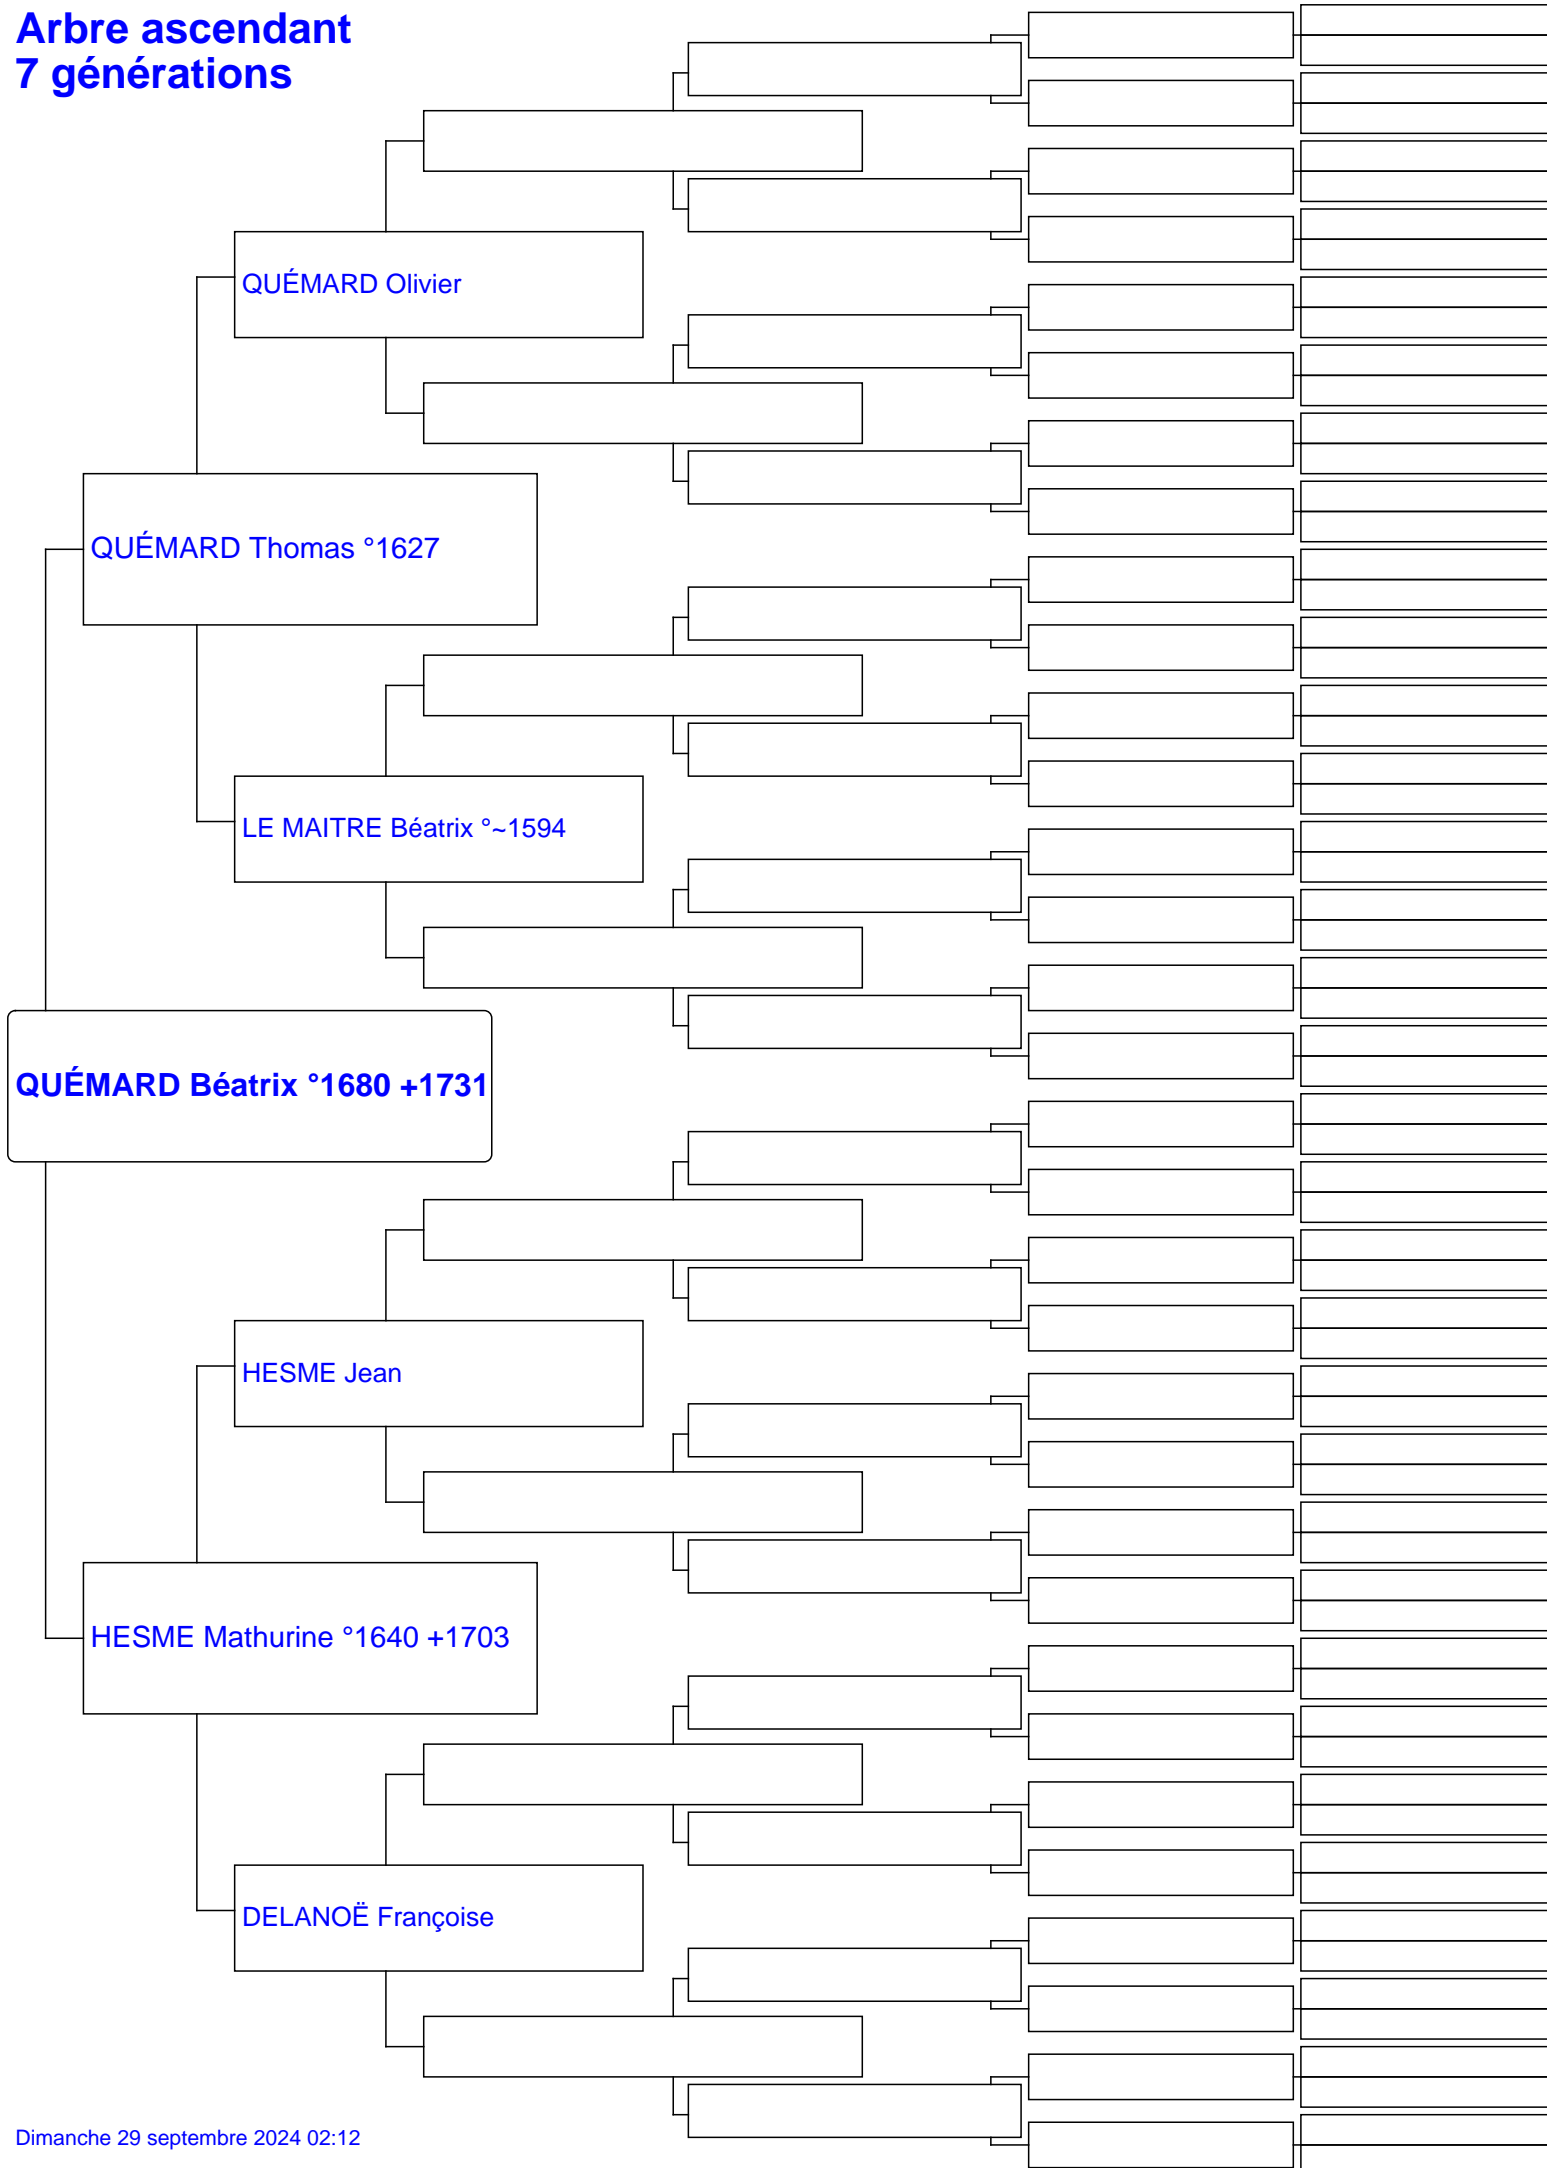 Arbre ascendant
7 générations
QUÉMARD Olivier
QUÉMARD Thomas °1627
LE MAITRE Béatrix °~1594
QUÉMARD Béatrix °1680 +1731
HESME Jean
HESME Mathurine °1640 +1703
DELANOË Françoise
Dimanche 29 septembre 2024 02:12